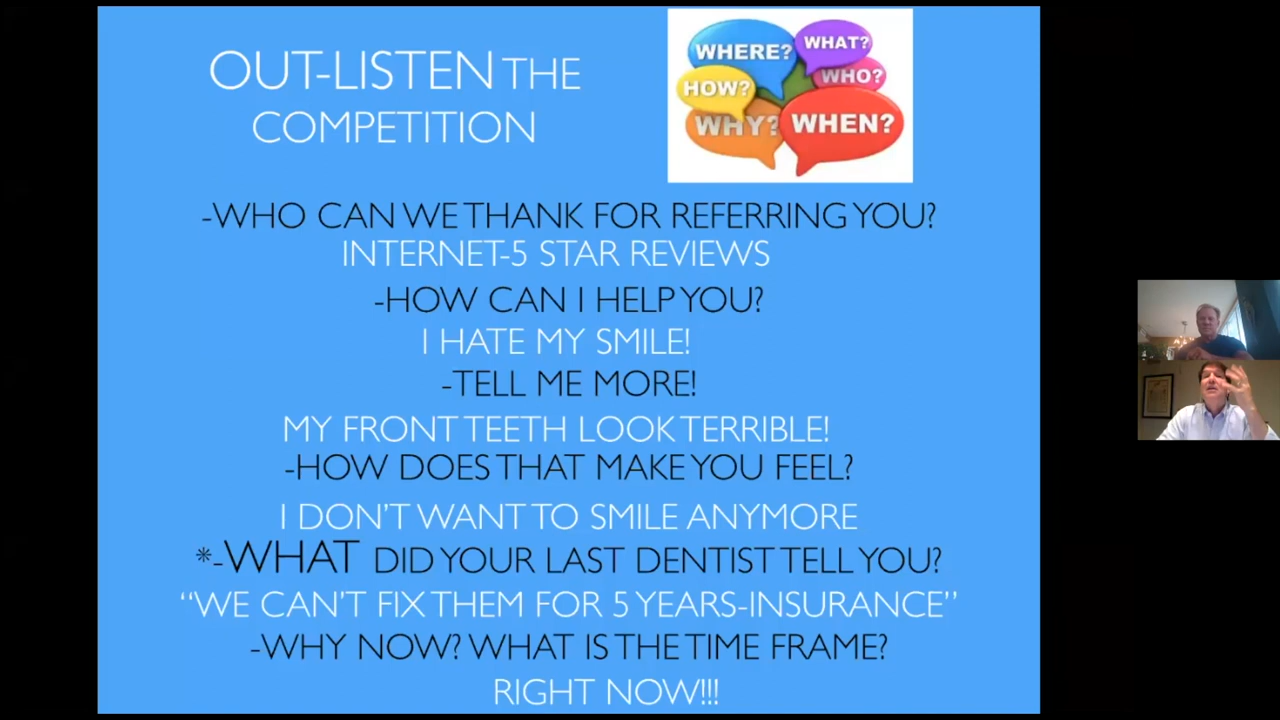 OUT-LISTEN THE
COMPETITION
WHERE?
WHAT?
HOW?
WHO?
WHY?
WHEN?
-WHO CAN WE THANK FOR REFERRING YOU?
INTERNET-5 STAR REVIEWS
-HOW CAN I HELP YOU?
I HATE MY SMILE!
-TELL ME MORE!
MY FRONT TEETH LOOK TERRIBLE!
-HOW DOES THAT MAKE YOU FEEL?
I DON'T WANT TO SMILE ANYMORE
*-WHAT DID YOUR LAST DENTIST TELL YOU?
“WE CAN'T FIX THEM FOR 5 YEARS-INSURANCE”
-WHY NOW? WHAT IS THE TIME FRAME?
RIGHT NOW!!!